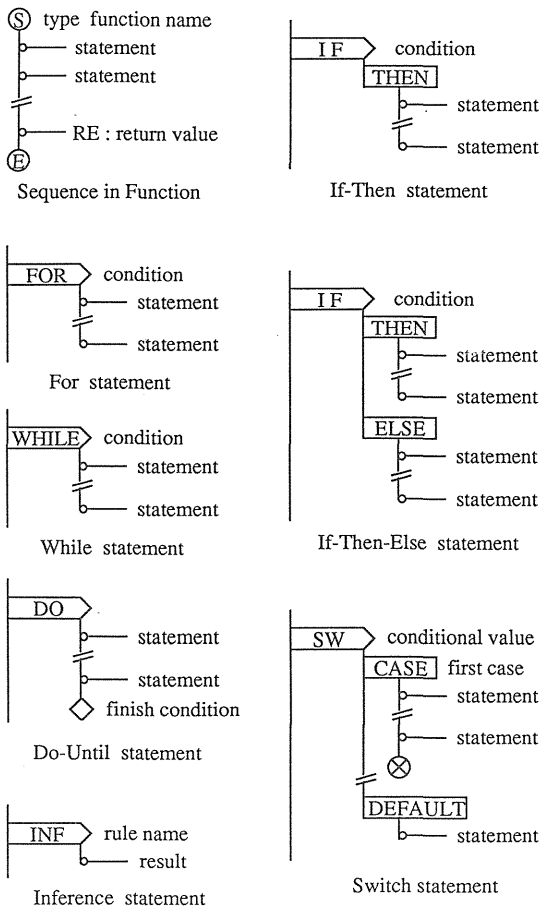 S type function name
statement
statement
RE : return value
E
Sequence in Function
FOR condition
statement
statement
For statement
WHILE condition
statement
statement
While statement
DO
statement
statement
finish condition
Do-Until statement
INF rule name
result
Inference statement
IF condition
THEN
statement
statement
If-Then statement
IF condition
THEN
statement
statement
ELSE
statement
statement
If-Then-Else statement
SW conditional value
CASE first case
statement
statement
DEFAULT
statement
Switch statement